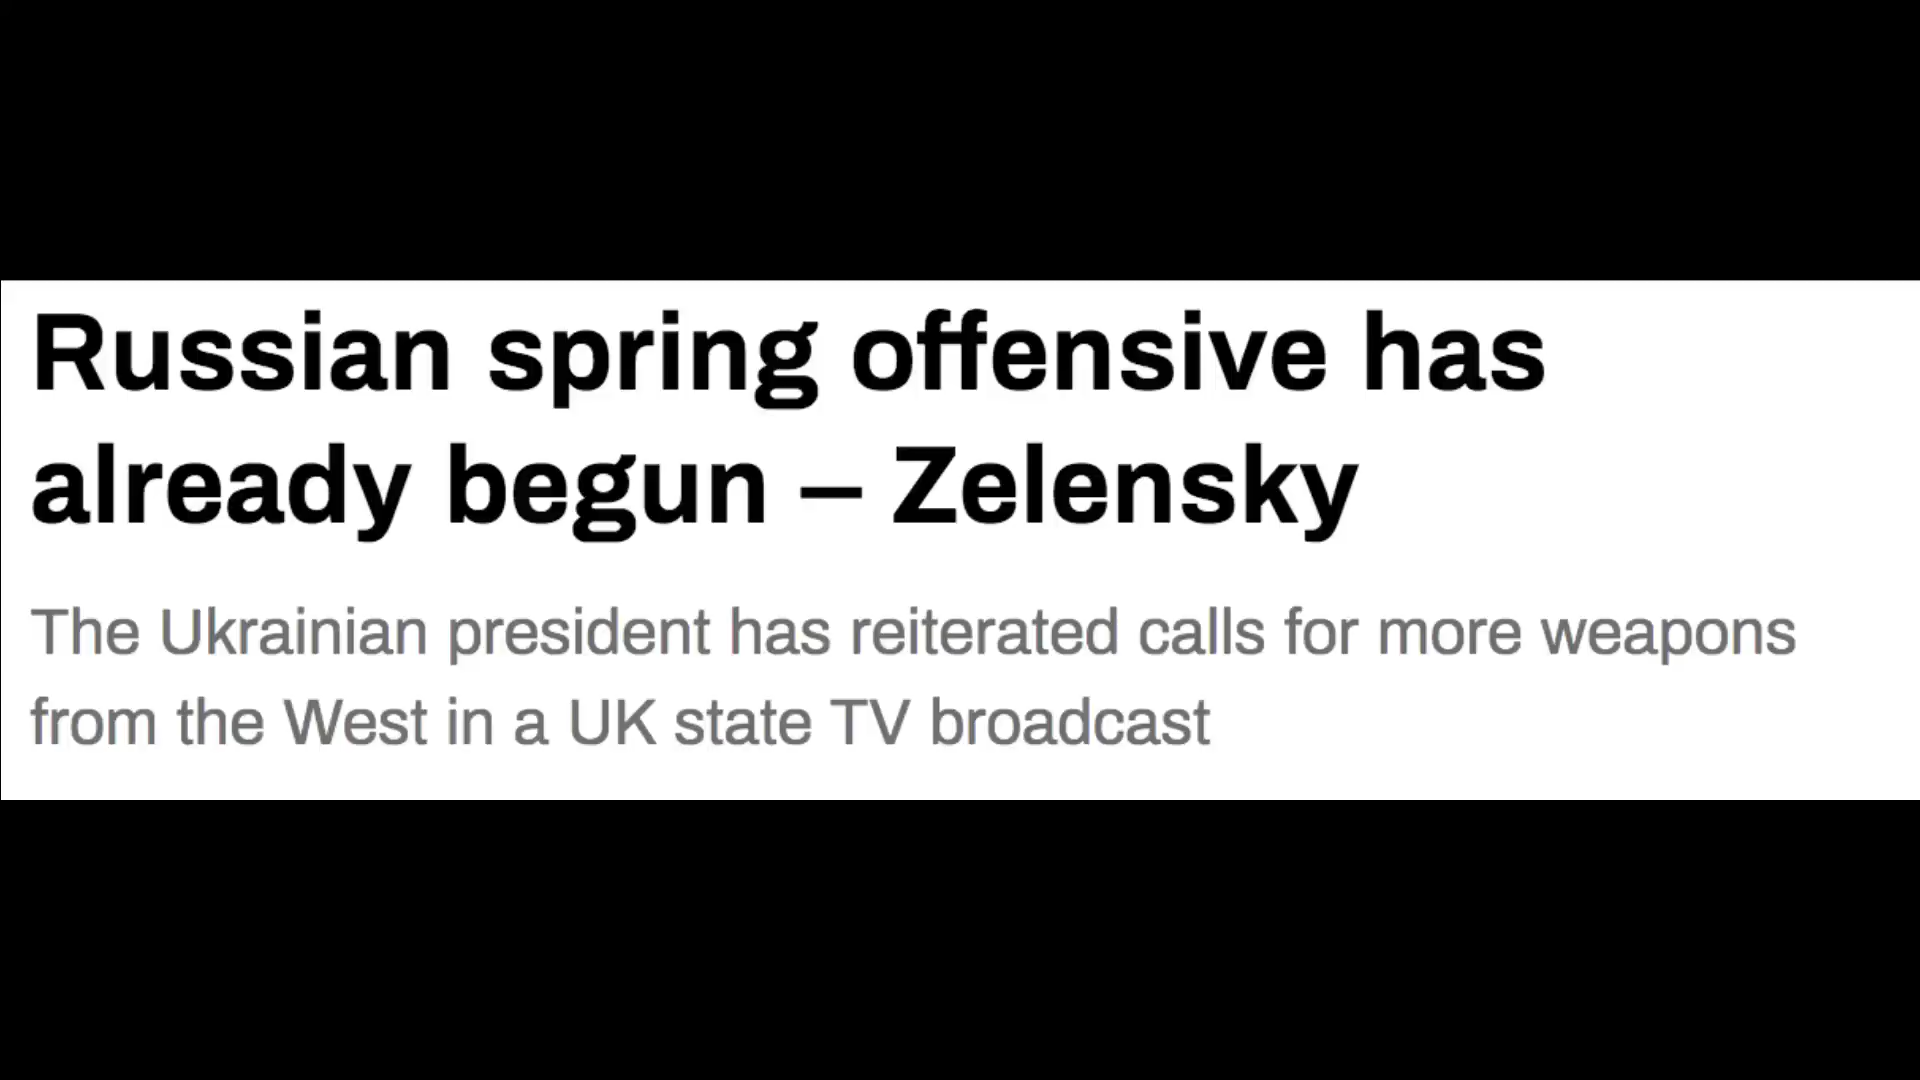 Russian spring offensive has
already begun – Zelensky
The Ukrainian president has reiterated calls for more weapons
from the West in a UK state TV broadcast